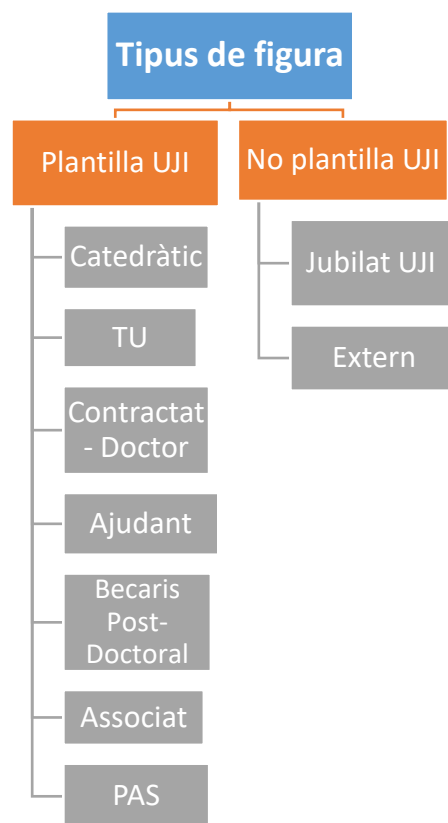 Tipus de figura
Plantilla UJI
No plantilla UJI
Catedràtic
TU
Contractat
- Doctor
Ajudant
Becaris
Post-
Doctoral
Associat
PAS
Jubilat UJI
Extern